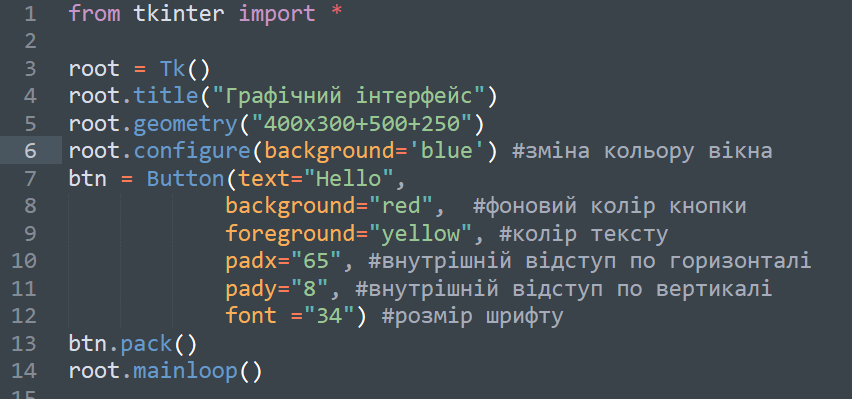 1 from tkinter import *
2
3 root = Tk()
4 root.title("Графічний інтерфейс")
5 root.geometry("400x300+500+250")
6 root.configure(background='blue') #зміна кольору вікна
7 btn = Button(text="Hello",
8             background="red",  #фоновий колір кнопки
9             foreground="yellow", #колір тексту
10             padx="65", #внутрішній відступ по горизонталі
11             pady="8", #внутрішній відступ по вертикалі
12             font ="34") #розмір шрифту
13 btn.pack()
14 root.mainloop()
15